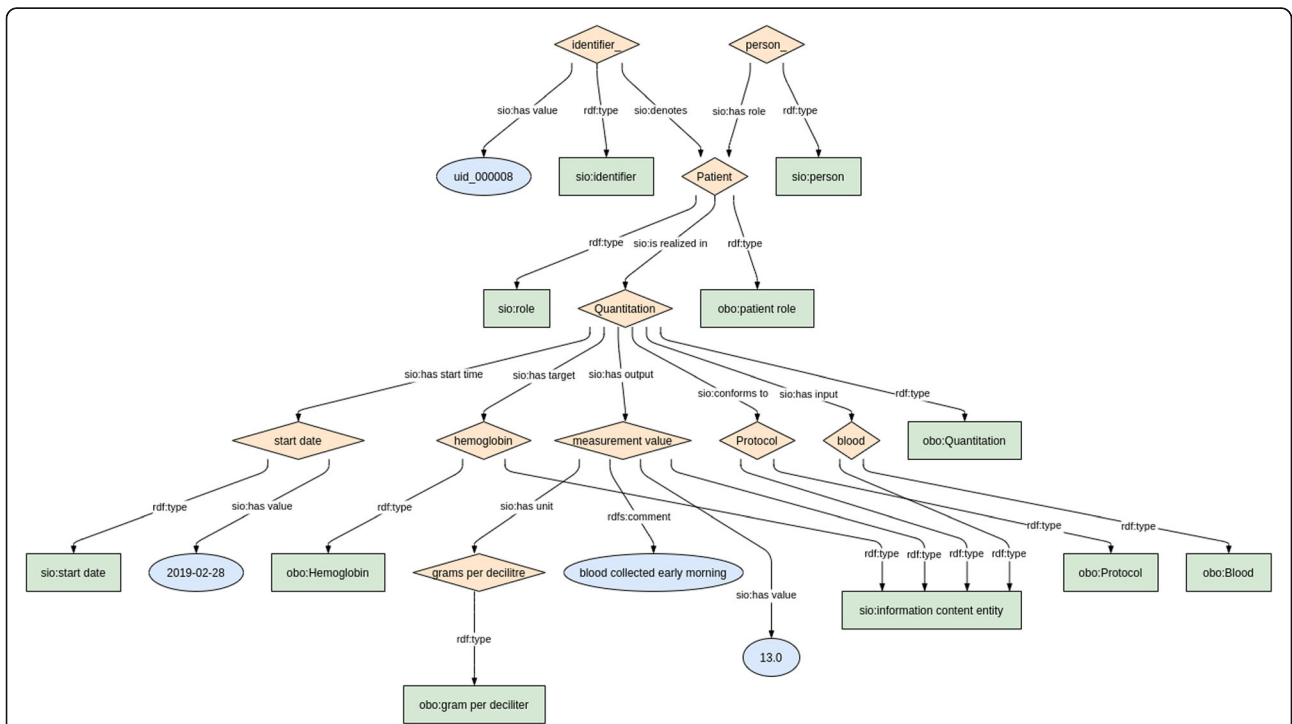 identifier_
person_
sio:has value
rdf:type
sio:denotes
sio:has role
rdf:type
uid_000008
sio:identifier
Patient
sio:person
rdf:type
sio:is realized in
rdf:type
sio:role
Quantitation
obo:patient role
sio:has start time
sio:has target
sio:has output
sio:conforms to
sio:has input
rdf:type
start date
hemoglobin
measurement value
Protocol
blood
obo:Quantitation
rdf:type
sio:has value
rdf:type
sio:has unit
rdfs:comment
rdf:type
rdf:type
rdf:type
rdf:type
rdf:type
rdf:type
sio:start date
2019-02-28
obo:Hemoglobin
grams per decilitre
blood collected early morning
sio:has value
sio:information content entity
obo:Protocol
obo:Blood
rdf:type
13.0
obo:gram per deciliter